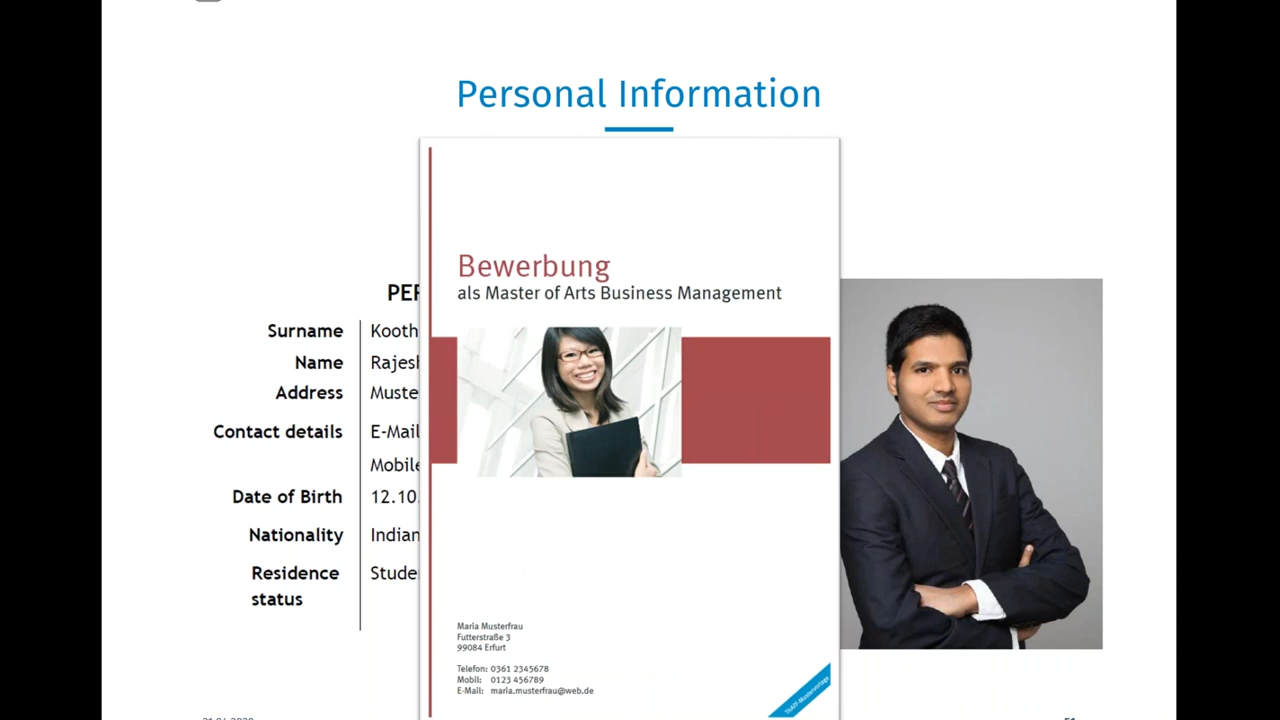 Personal Information
Bewerbung
als Master of Arts Business Management
Surname Kooth
Name
Address Muste
Contact details E-Mail
Mobile
Date of Birth 12.10
Nationality Indian
Residence status Stude
Maria Musterfrau
Futterstraße 3
99084 Erfurt
Telefon: 0361 2345678
Mobil: 0123 456789
E-Mail: maria.musterfrau@web.de